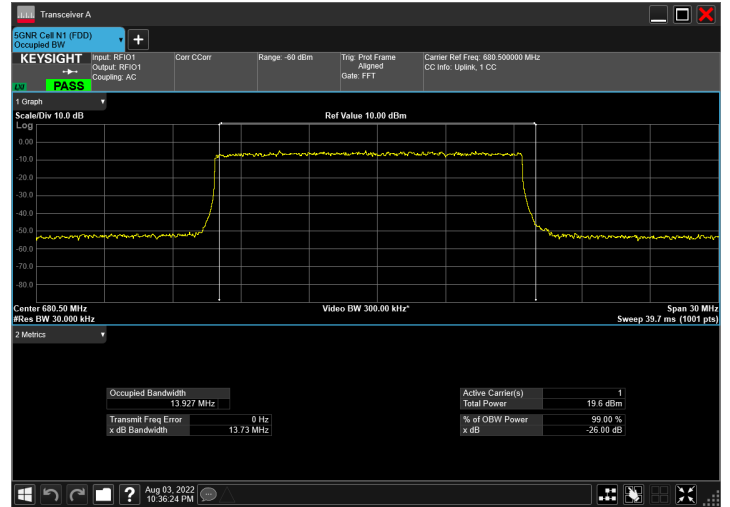 Transceiver A
5GNR Cell N1 (FDD)
Occupied BW
KEYSIGHT
LXI
PASS
Input: RFIO1
Output: RFIO1
Coupling: AC
Corr CCorr
Range: -60 dBm
Trig: Prot Frame
Aligned
Gate: FFT
Carrier Ref Freq: 680.500000 MHz
CC Info: Uplink, 1 CC
1 Graph
Scale/Div 10.0 dB
Ref Value 10.00 dBm
Log
0.00
-10.0
-20.0
-30.0
-40.0
-50.0
-60.0
-70.0
-80.0
Center 680.50 MHz
Video BW 300.00 kHz*
Span 30 MHz
#Res BW 30.000 kHz
Sweep 39.7 ms (1001 pts)
2 Metrics
Occupied Bandwidth
13.927 MHz
Transmit Freq Error 0 Hz
x dB Bandwidth 13.73 MHz
Active Carrier(s) 1
Total Power 19.6 dBm
% of OBW Power 99.00 %
x dB -26.00 dB
?
Aug 03, 2022
10:36:24 PM